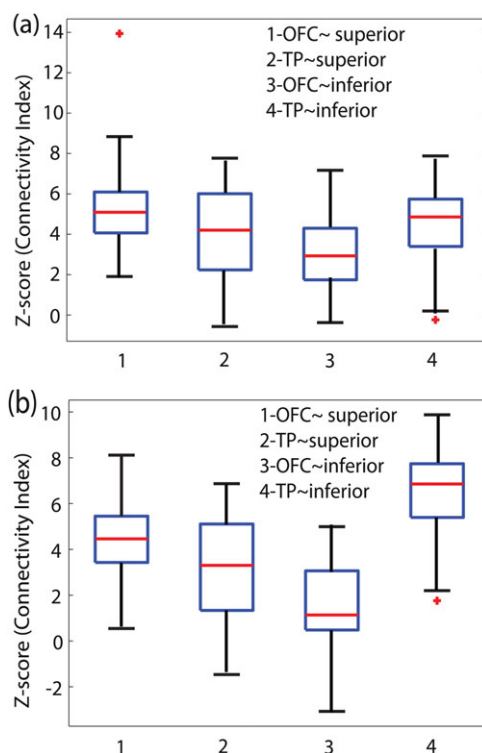 (a)
1-OFC~ superior
2-TP~superior
3-OFC~inferior
4-TP~inferior
Z-score (Connectivity Index)
14
12
10
8
6
4
2
0
1 2 3 4
(b)
1-OFC~ superior
2-TP~superior
3-OFC~inferior
4-TP~inferior
Z-score (Connectivity Index)
10
8
6
4
2
0
-2
1 2 3 4